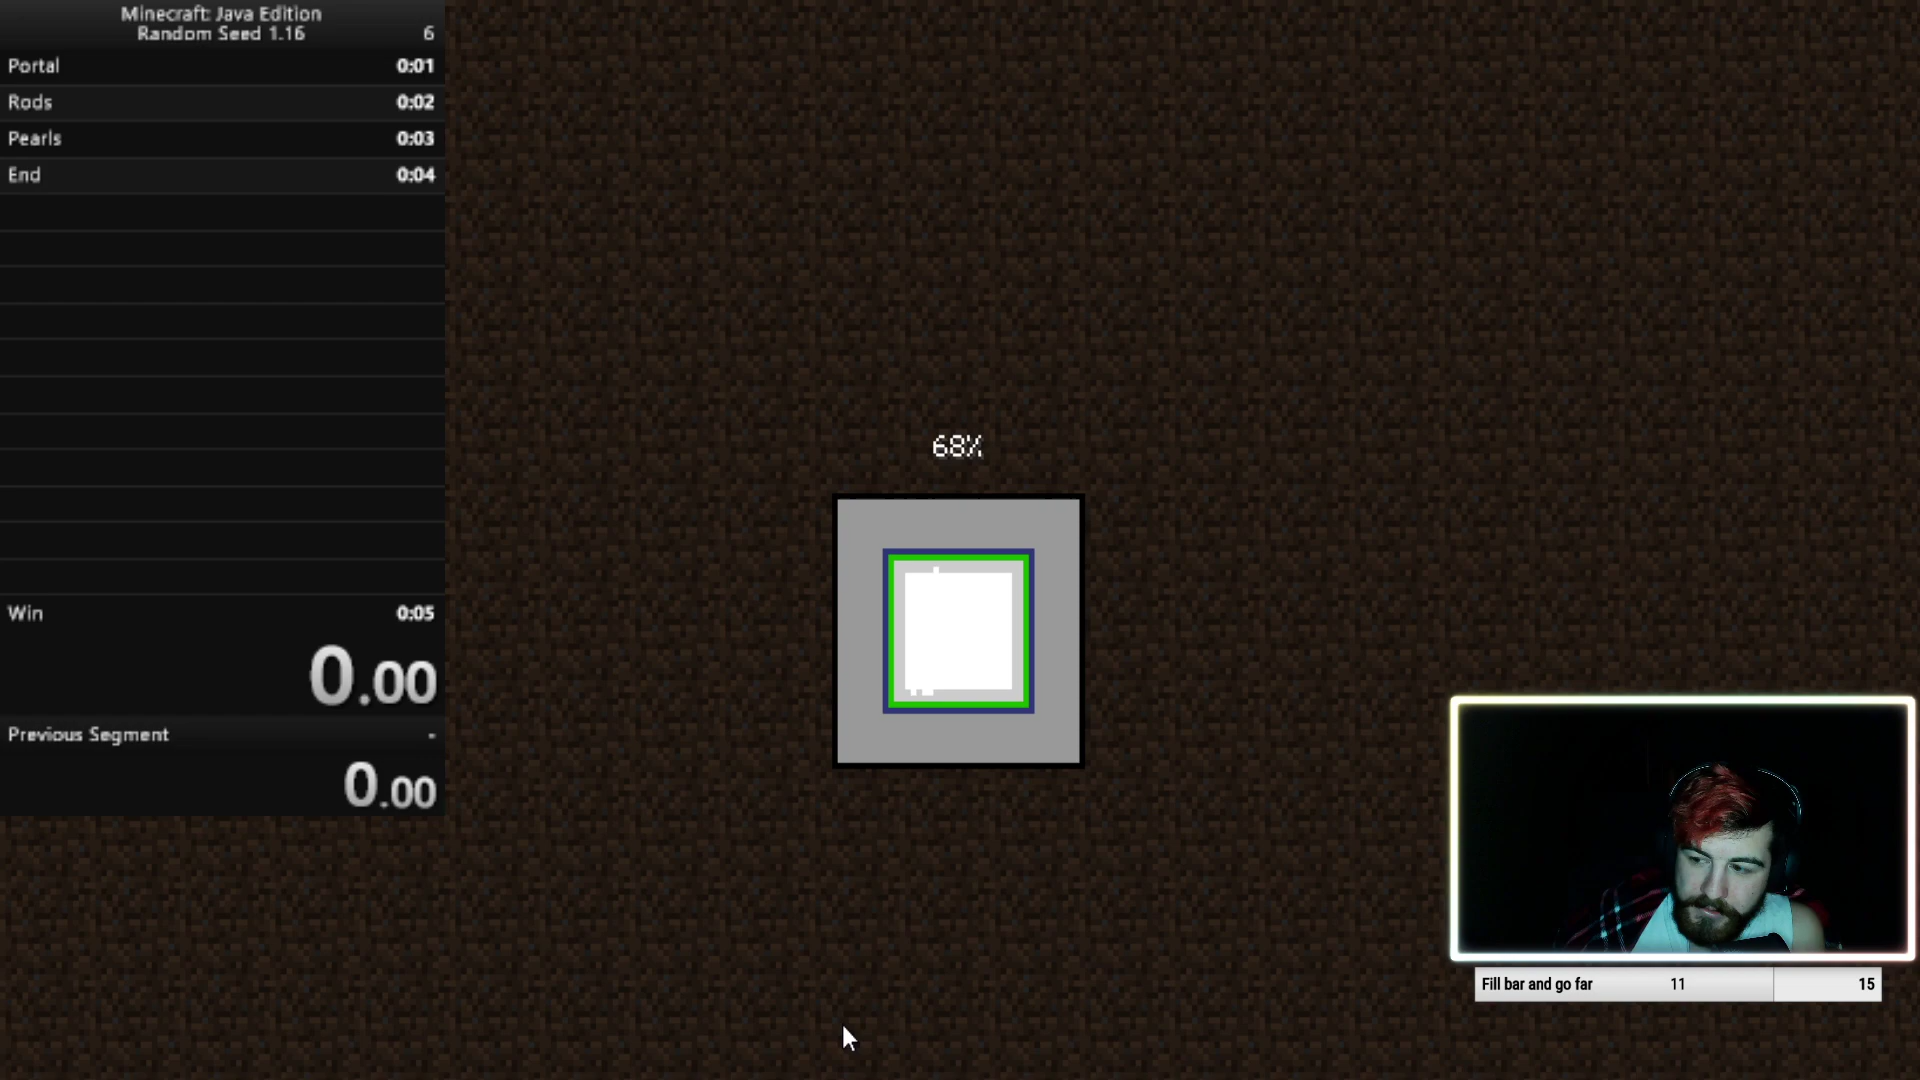 Minecraft: Java Edition
Random Seed 1.16 6
Portal 0:01
Rods 0:02
Pearls 0:03
End 0:04
Win 0:05
0.00
Previous Segment -
0.00
68%
Fill bar and go far 11 15